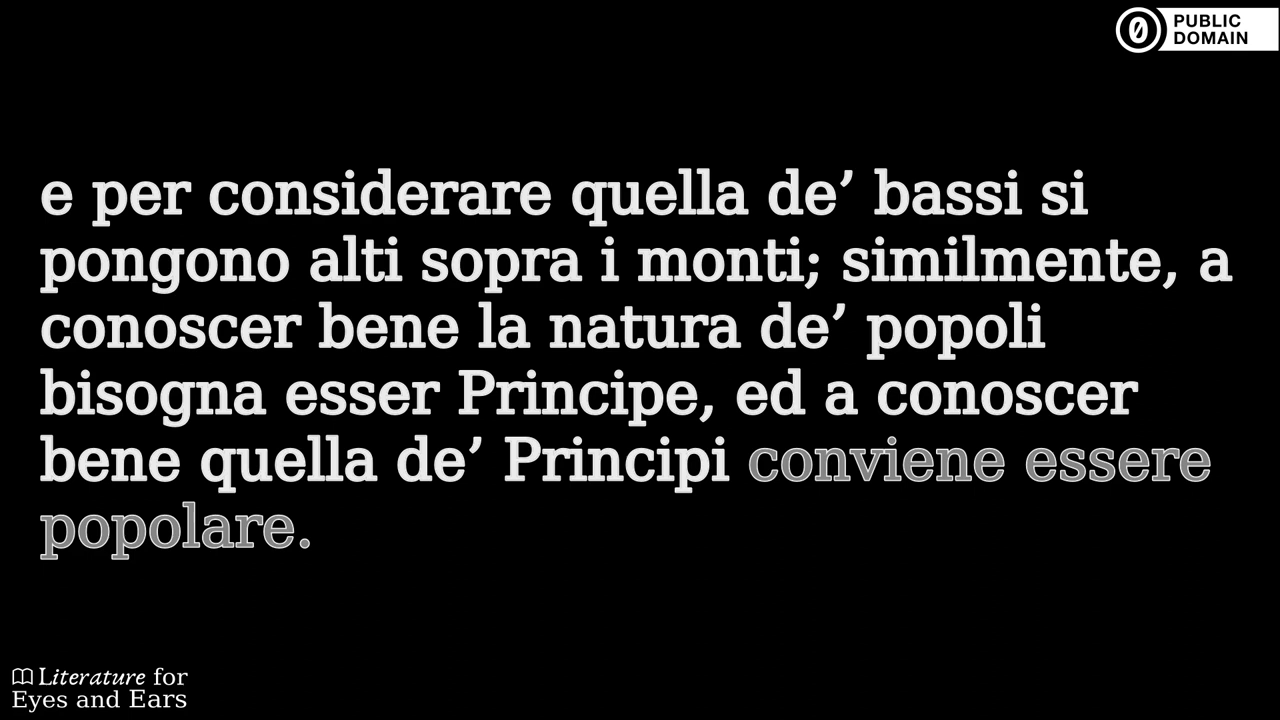 PUBLIC
DOMAIN
e per considerare quella de’ bassi si
pongono alti sopra i monti; similmente, a
conoscer bene la natura de’ popoli
bisogna esser Principe, ed a conoscer
bene quella de’ Principi conviene essere
popolare.
Literature for
Eyes and Ears